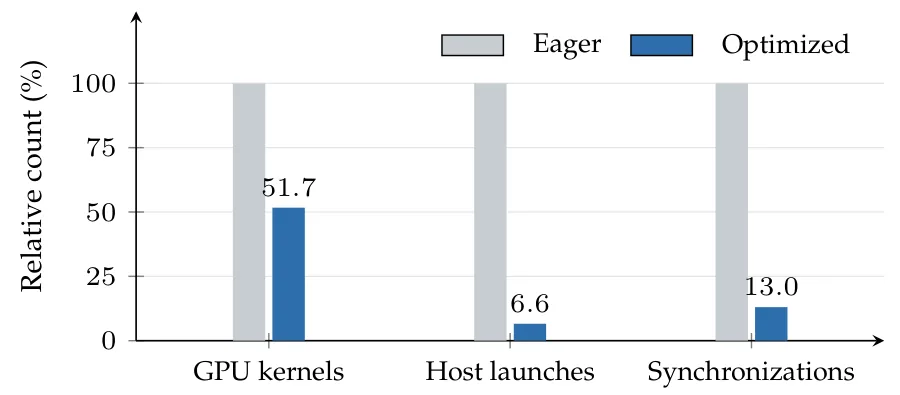 Eager Optimized
Relative count (%)
100
75
50
25
0
51.7
6.6
13.0
GPU kernels Host launches Synchronizations